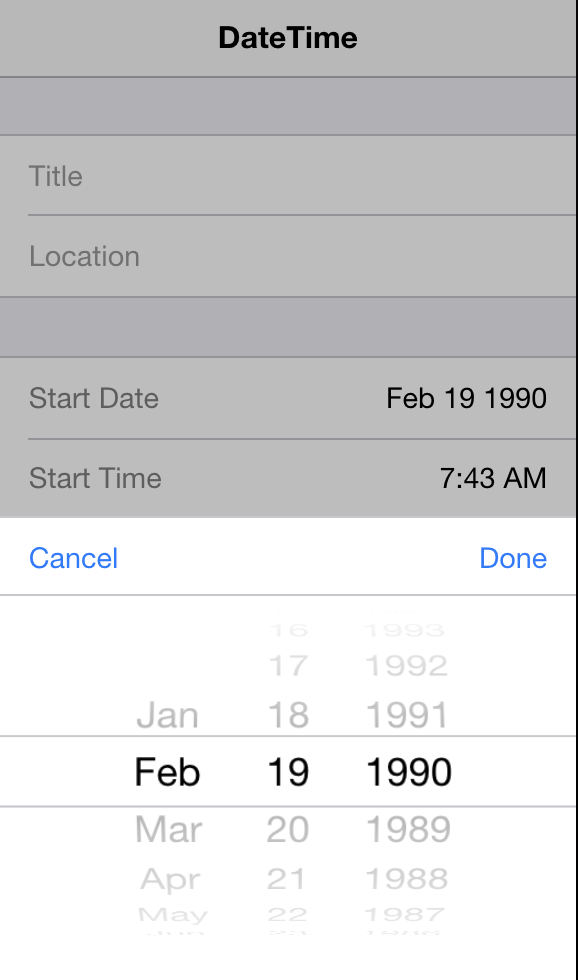 DateTime
Title
Location
Start Date Feb 19 1990
Start Time 7:43 AM
Cancel Done
16 1993
17 1992
Jan 18 1991
Feb 19 1990
Mar 20 1989
Apr 21 1988
May 22 1987